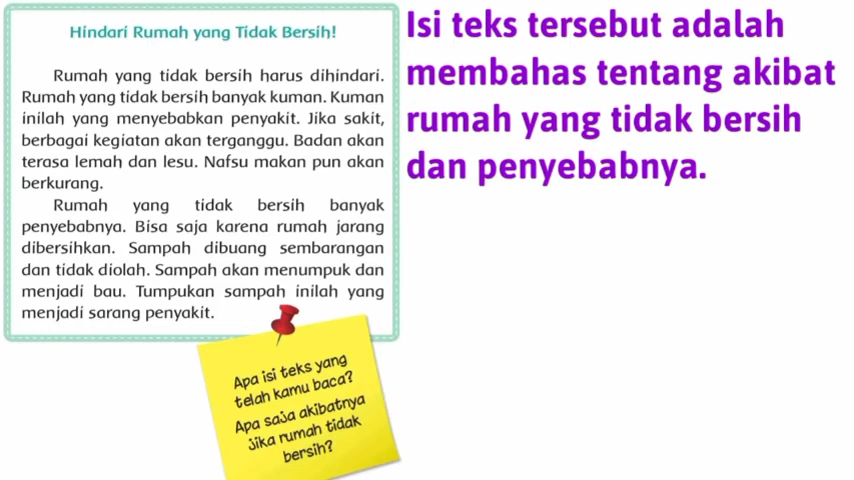 Hindari Rumah yang Tidak Bersih!
Rumah yang tidak bersih harus dihindari.
Rumah yang tidak bersih banyak kuman. Kuman
inilah yang menyebabkan penyakit. Jika sakit,
berbagai kegiatan akan terganggu. Badan akan
terasa lemah dan lesu. Nafsu makan pun akan
berkurang.
Rumah yang tidak bersih banyak
penyebabnya. Bisa saja karena rumah jarang
dibersihkan. Sampah dibuang sembarangan
dan tidak diolah. Sampah akan menumpuk dan
menjadi bau. Tumpukan sampah inilah yang
menjadi sarang penyakit.
Apa isi teks yang
telah kamu baca?
Apa saja akibatnya
jika rumah tidak
bersih?
Isi teks tersebut adalah
membahas tentang akibat
rumah yang tidak bersih
dan penyebabnya.